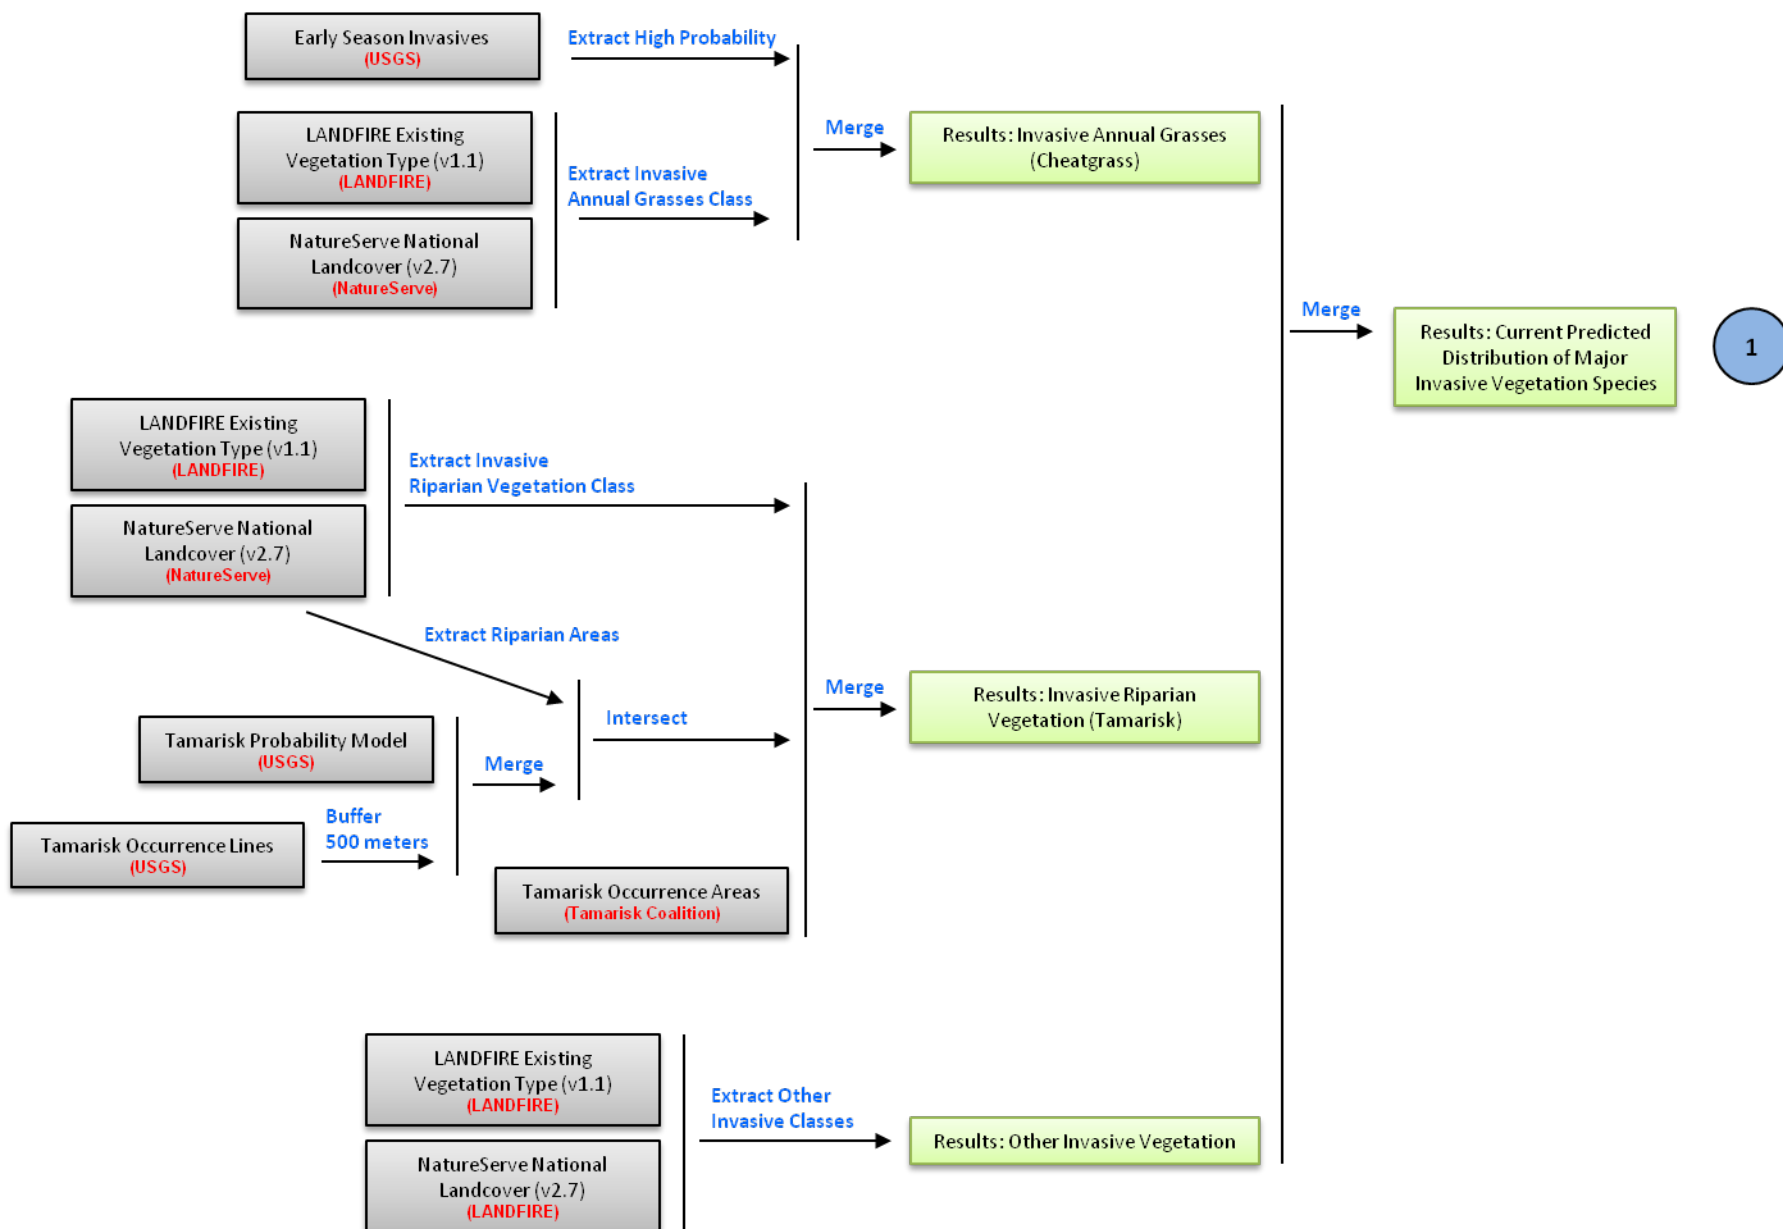 Early Season Invasives
(USGS)
Extract High Probability
LANDFIRE Existing
Vegetation Type (v1.1)
(LANDFIRE)
NatureServe National
Landcover (v2.7)
(NatureServe)
Extract Invasive
Annual Grasses Class
Merge
Results: Invasive Annual Grasses
(Cheatgrass)
Merge
Results: Current Predicted
Distribution of Major
Invasive Vegetation Species
1
LANDFIRE Existing
Vegetation Type (v1.1)
(LANDFIRE)
NatureServe National
Landcover (v2.7)
(NatureServe)
Extract Invasive
Riparian Vegetation Class
Extract Riparian Areas
Tamarisk Probability Model
(USGS)
Tamarisk Occurrence Lines
(USGS)
Buffer
500 meters
Merge
Intersect
Tamarisk Occurrence Areas
(Tamarisk Coalition)
Merge
Results: Invasive Riparian
Vegetation (Tamarisk)
LANDFIRE Existing
Vegetation Type (v1.1)
(LANDFIRE)
NatureServe National
Landcover (v2.7)
(LANDFIRE)
Extract Other
Invasive Classes
Results: Other Invasive Vegetation